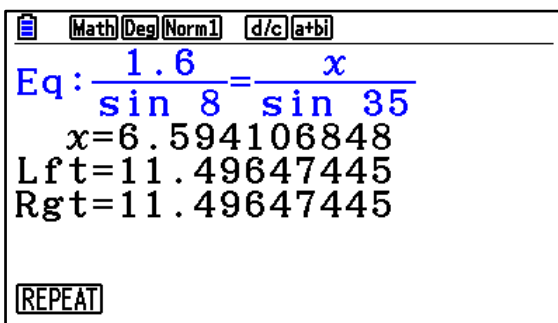 Math Deg Norm1 d/c a+bi
Eq: 1.6/sin 8 = x/sin 35
x=6.594106848
Lft=11.49647445
Rgt=11.49647445
REPEAT